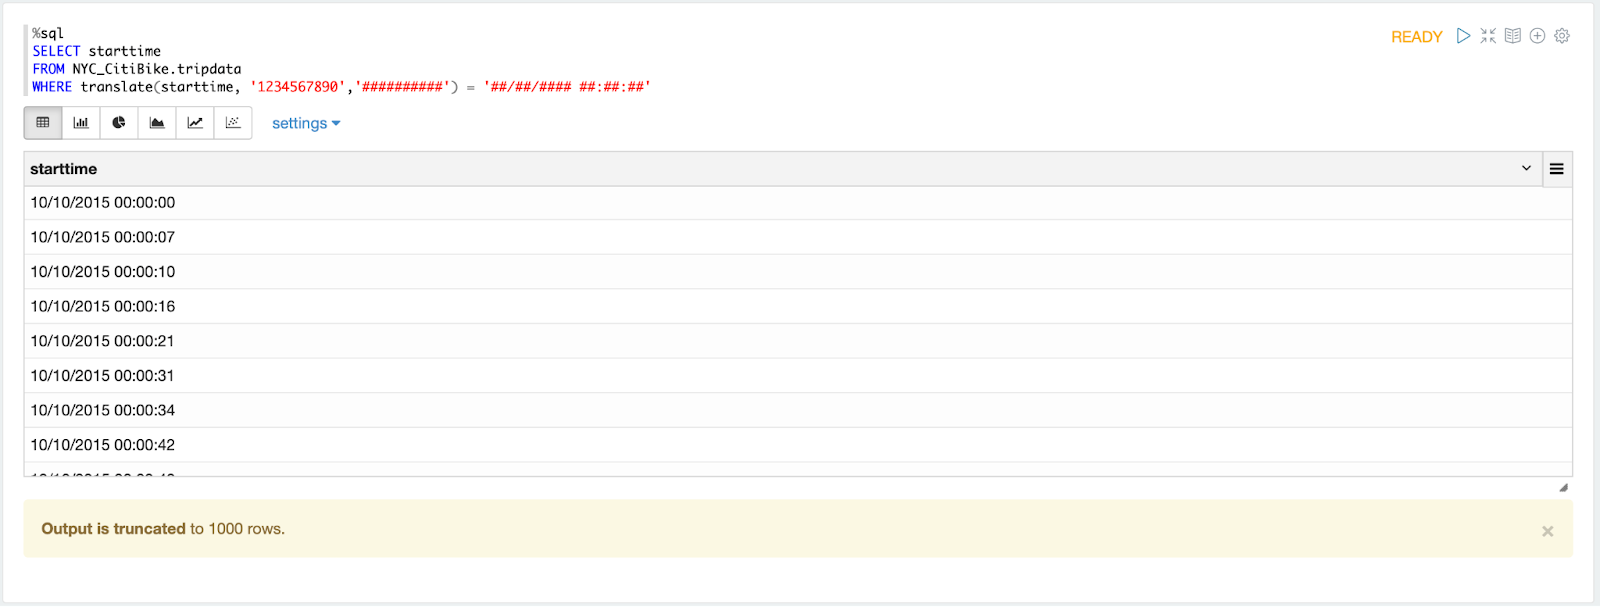 %sql
SELECT starttime
FROM NYC_CitiBike.tripdata
WHERE translate(starttime, '1234567890','##########') = '##/##/#### ##:##:##'
READY
settings
starttime
10/10/2015 00:00:00
10/10/2015 00:00:07
10/10/2015 00:00:10
10/10/2015 00:00:16
10/10/2015 00:00:21
10/10/2015 00:00:31
10/10/2015 00:00:34
10/10/2015 00:00:42
Output is truncated to 1000 rows.